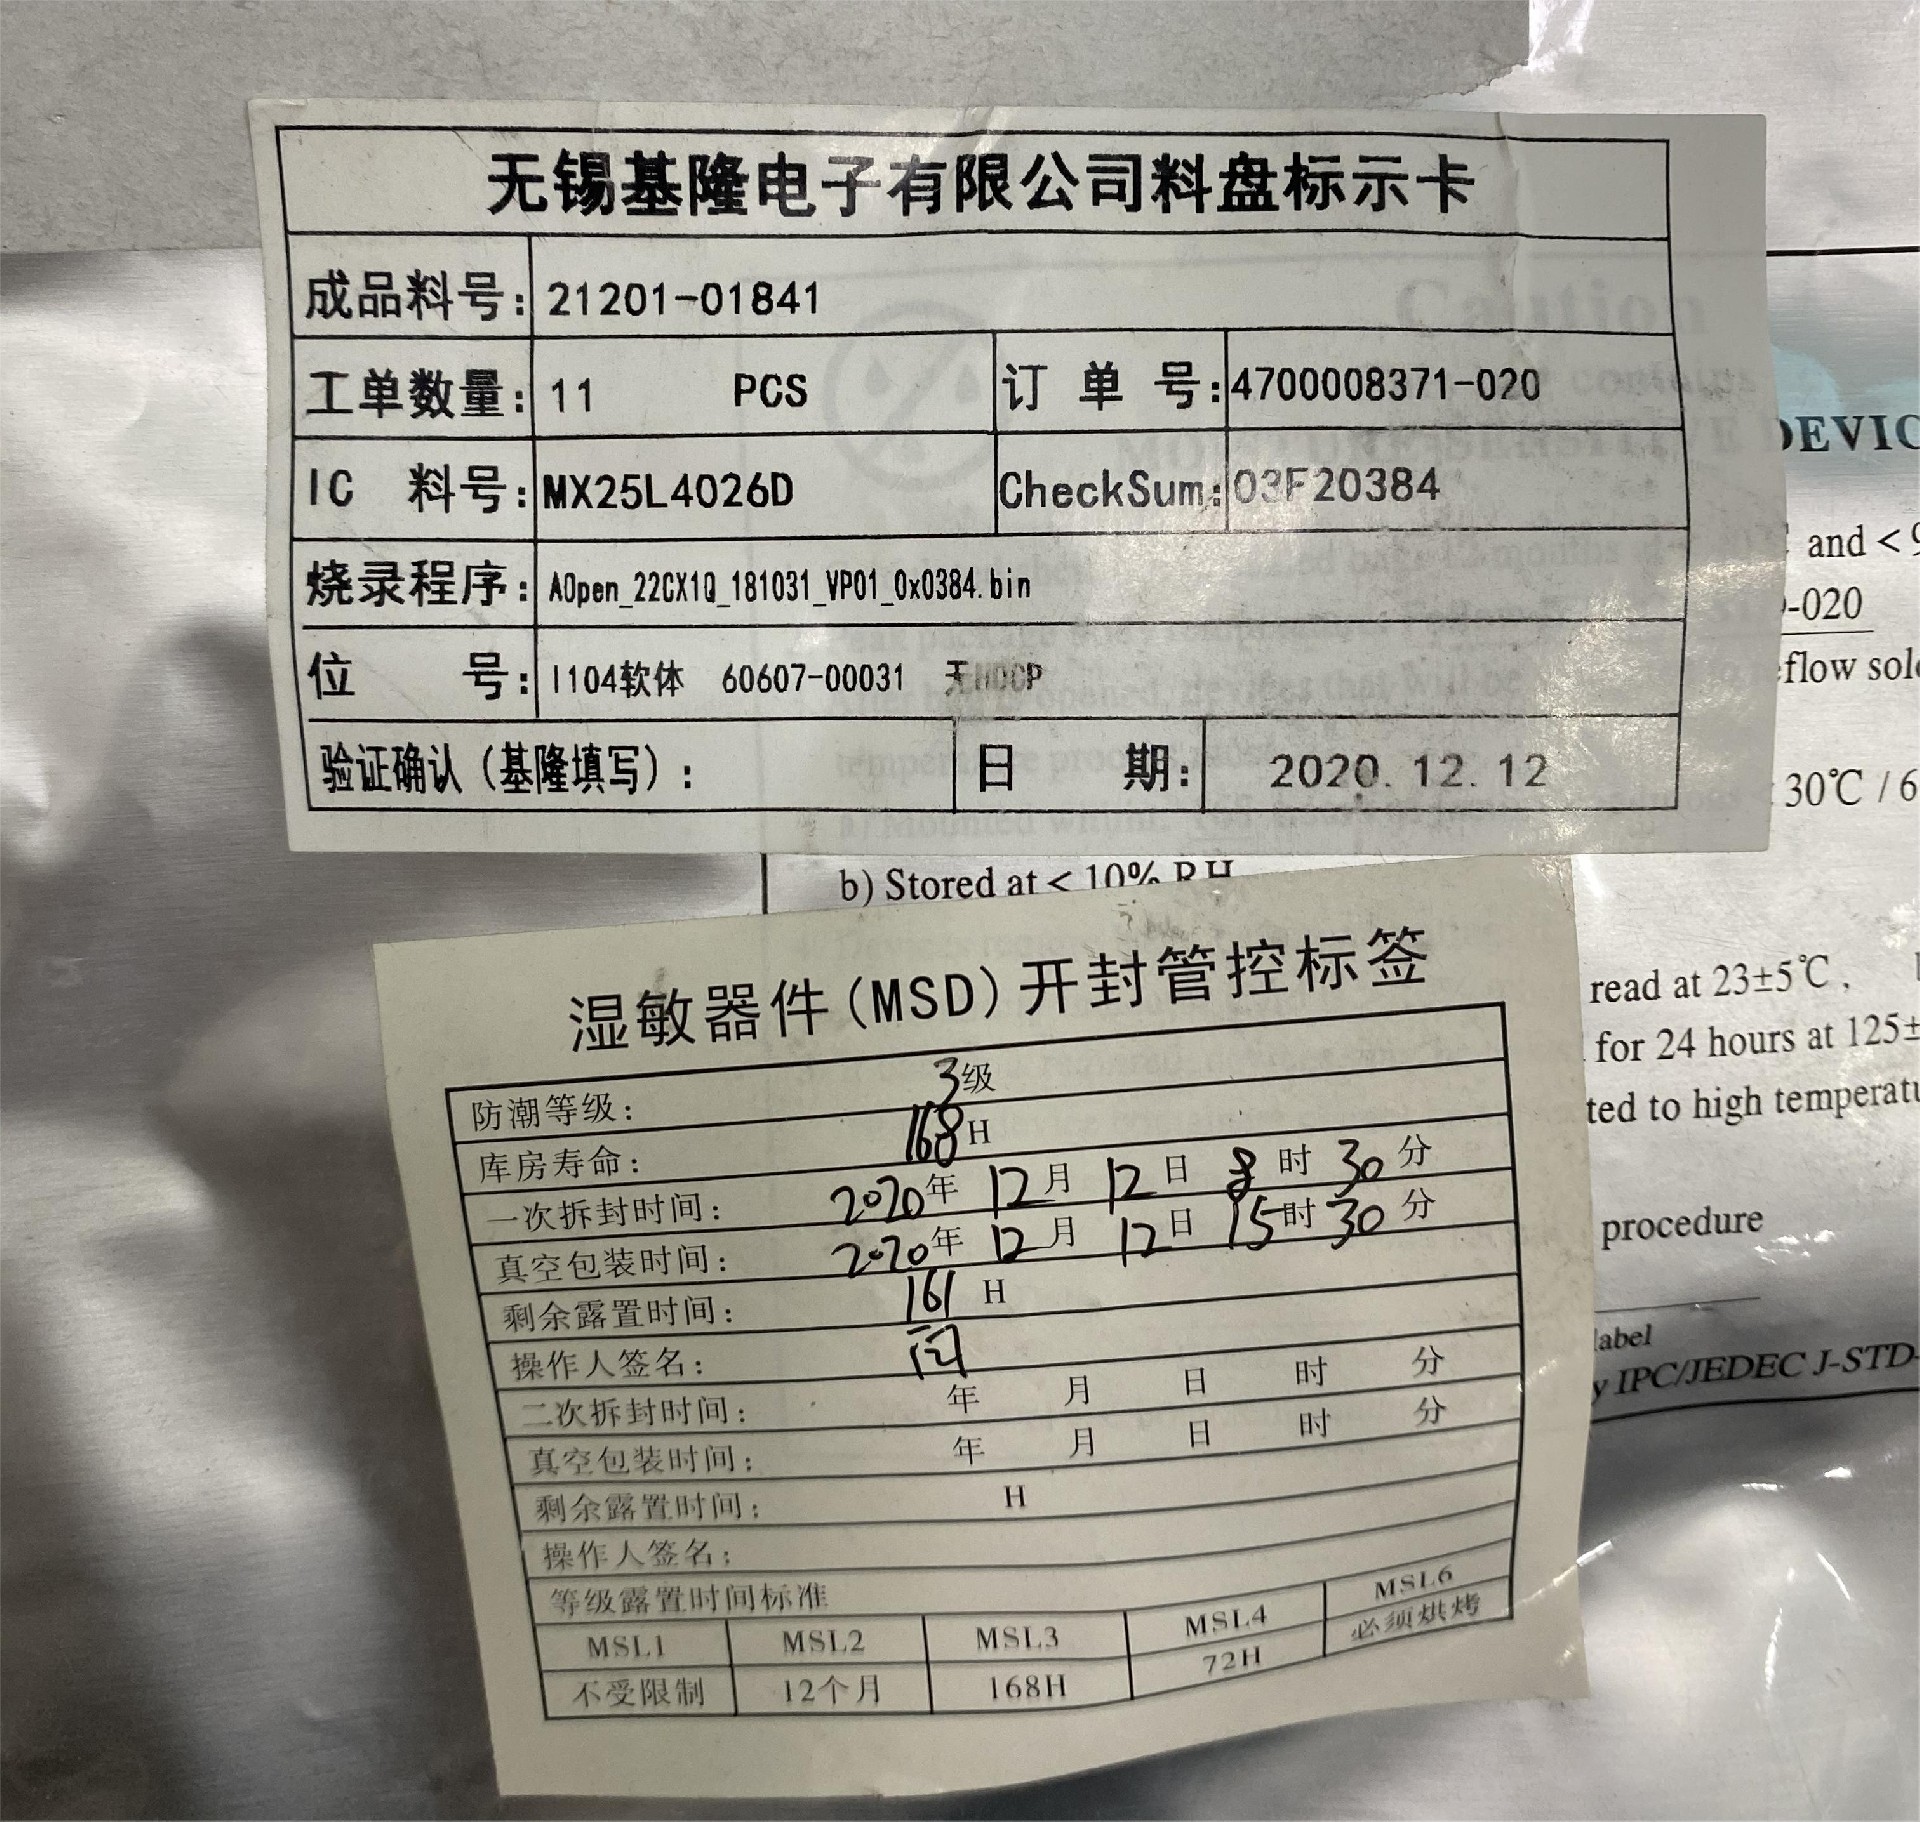 无锡基隆电子有限公司料盘标示卡
成品料号: 21201-01841
工单数量: 11 PCS 订单号: 4700008371-020
IC 料号: MX25L4026D CheckSum: 03F20384
烧录程序: AOpen_22CX1Q_181031_VP01_0x0384.bin
位号: I104软体 60607-00031 无HDCP
验证确认(基隆填写): 日期: 2020.12.12
Caution
MOISTURE SENSITIVE DEVIC
and < 9
-020
eflow sol
30℃ / 6
b) Stored at < 10% RH
read at 23±5℃,
for 24 hours at 125±
ted to high temperatu
procedure
label
y IPC/JEDEC J-STD-
湿敏器件(MSD)开封管控标签
防潮等级: 3级
库房寿命: 168H
一次拆封时间: 2020年 12月 12日 8时 30分
真空包装时间: 2020年 12月 12日 15时 30分
剩余露置时间: 161 H
操作人签名:
二次拆封时间: 年 月 日 时 分
真空包装时间: 年 月 日 时 分
剩余露置时间: H
操作人签名:
等级露置时间标准
MSL1 MSL2 MSL3 MSL4 MSL6
不受限制 12个月 168H 72H 必须烘烤